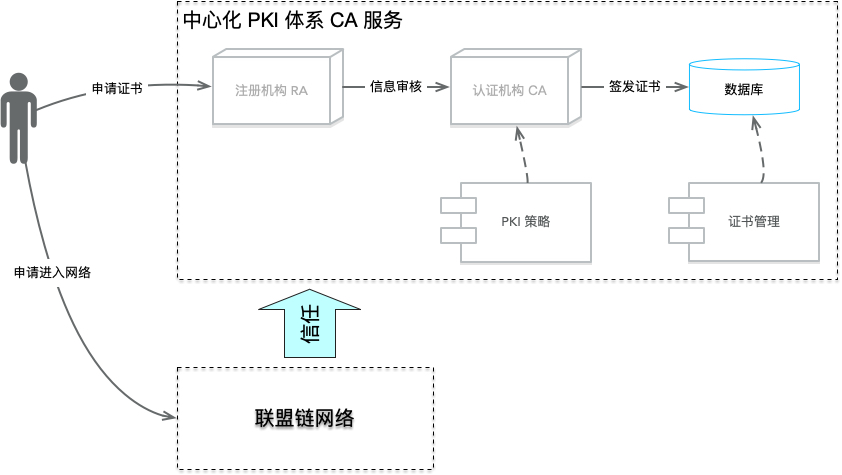 中心化 PKI 体系 CA 服务
申请证书
注册机构 RA
信息审核
认证机构 CA
签发证书
数据库
PKI 策略
证书管理
申请进入网络
信任
联盟链网络